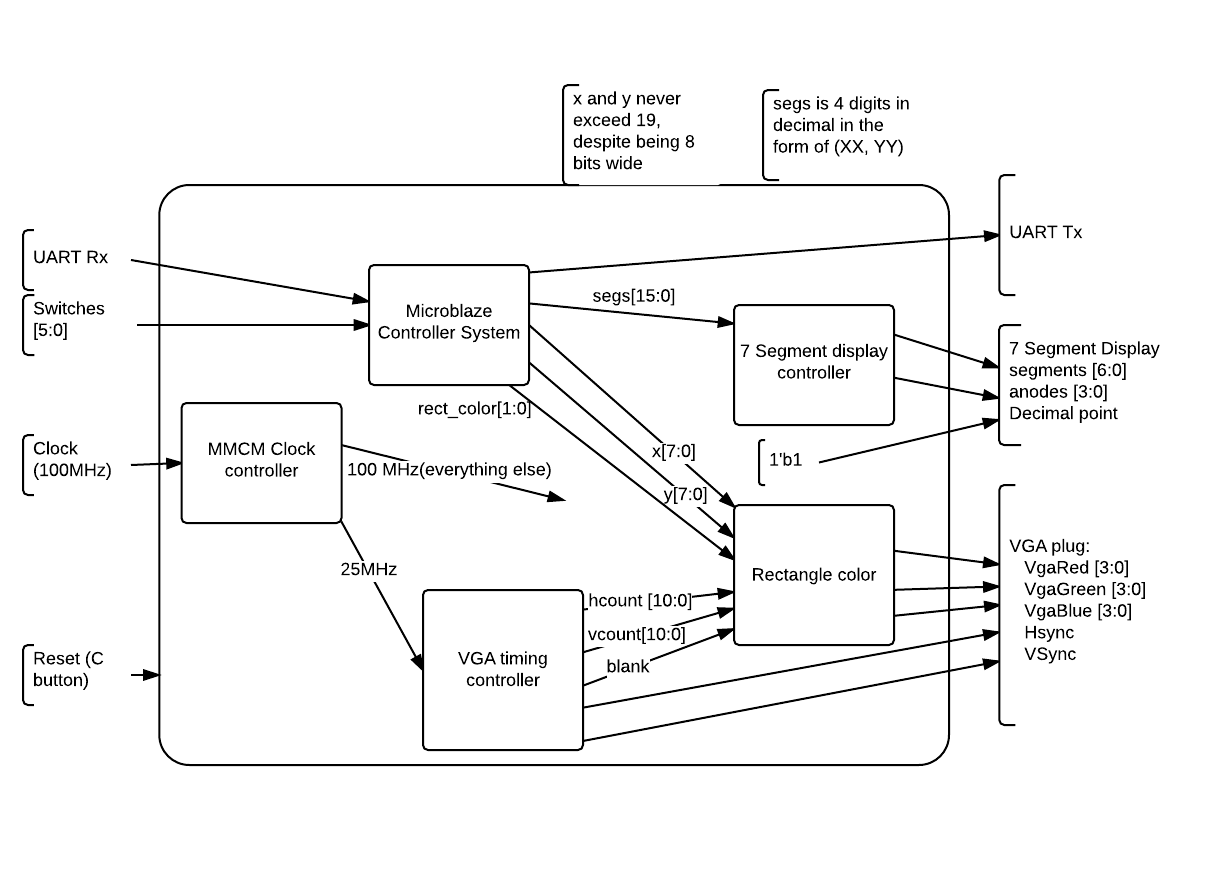 x and y never
exceed 19,
despite being 8
bits wide
segs is 4 digits in
decimal in the
form of (XX, YY)
UART Rx
Switches
[5:0]
Clock
(100MHz)
Reset (C
button)
Microblaze
Controller System
segs[15:0]
rect_color[1:0]
x[7:0]
y[7:0]
MMCM Clock
controller
100 MHz(everything else)
25MHz
VGA timing
controller
hcount [10:0]
vcount[10:0]
blank
7 Segment display
controller
1'b1
Rectangle color
UART Tx
7 Segment Display
segments [6:0]
anodes [3:0]
Decimal point
VGA plug:
VgaRed [3:0]
VgaGreen [3:0]
VgaBlue [3:0]
Hsync
VSync